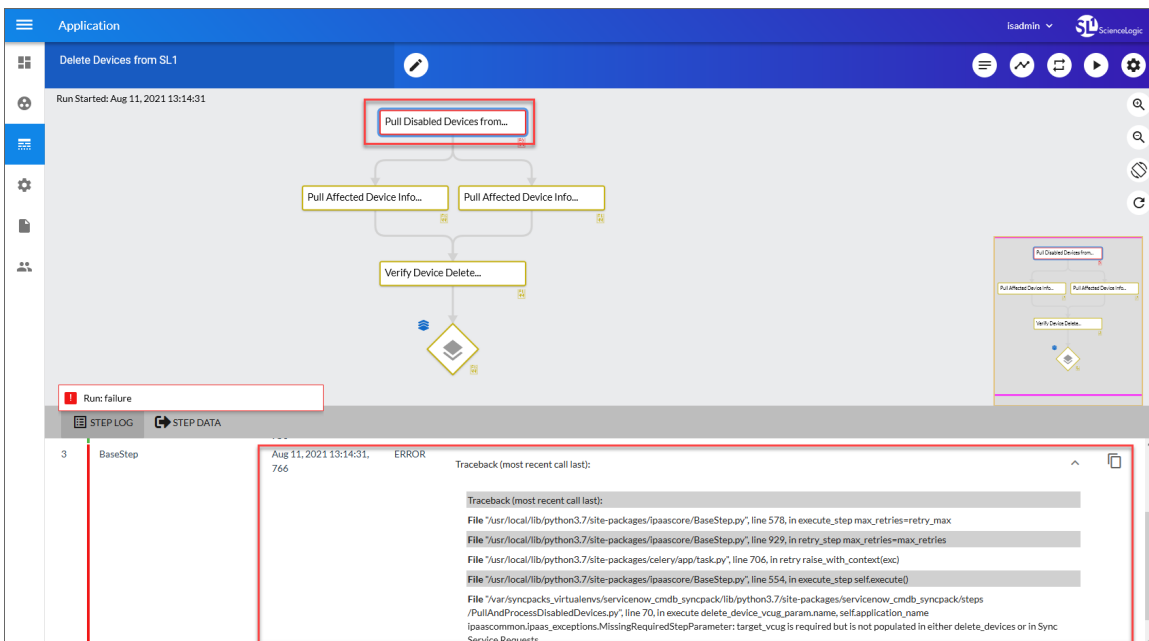 Application
isadmin
SL1 ScienceLogic
Delete Devices from SL1
Run Started: Aug 11, 2021 13:14:31
Pull Disabled Devices from...
Pull Affected Device Info...
Pull Affected Device Info...
Verify Device Delete...
Pull Disabled Devices from...
Pull Affected Device Info...
Pull Affected Device Info...
Verify Device Delete...
Run: failure
STEP LOG
STEP DATA
3 BaseStep Aug 11, 2021 13:14:31, ERROR Traceback (most recent call last):
766
Traceback (most recent call last):
File "/usr/local/lib/python3.7/site-packages/ipaascore/BaseStep.py", line 578, in execute_step max_retries=retry_max
File "/usr/local/lib/python3.7/site-packages/ipaascore/BaseStep.py", line 929, in retry_step max_retries=max_retries
File "/usr/local/lib/python3.7/site-packages/celery/app/task.py", line 706, in retry raise_with_context(exc)
File "/usr/local/lib/python3.7/site-packages/ipaascore/BaseStep.py", line 554, in execute_step self.execute()
File "/var/syncpacks_virtualenvs/servicenow_cmdb_syncpack/lib/python3.7/site-packages/servicenow_cmdb_syncpack/steps
/PullAndProcessDisabledDevices.py", line 70, in execute delete_device_vcug_param.name, self.application_name
ipaascommon.ipaas_exceptions.MissingRequiredStepParameter: target_vcug is required but is not populated in either delete_devices or in Sync
Service Requests